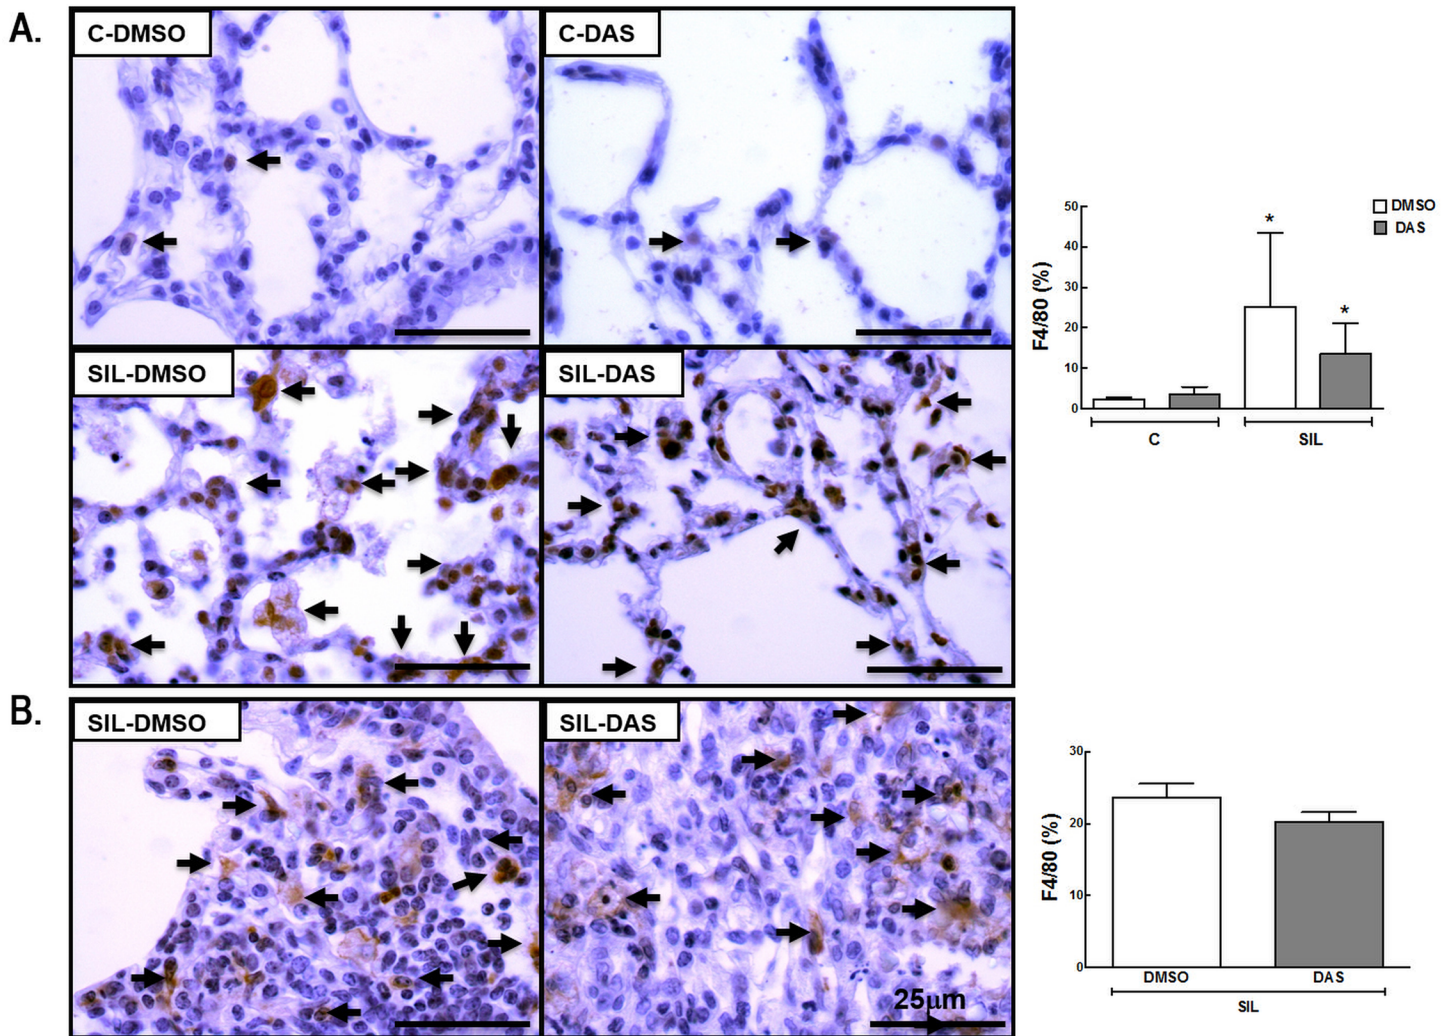 A.
C-DMSO
C-DAS
SIL-DMSO
SIL-DAS
F4/80 (%)
50
40
30
20
10
0
*
*
DMSO
DAS
C
SIL
B.
SIL-DMSO
SIL-DAS
25µm
F4/80 (%)
30
20
10
0
DMSO
DAS
SIL